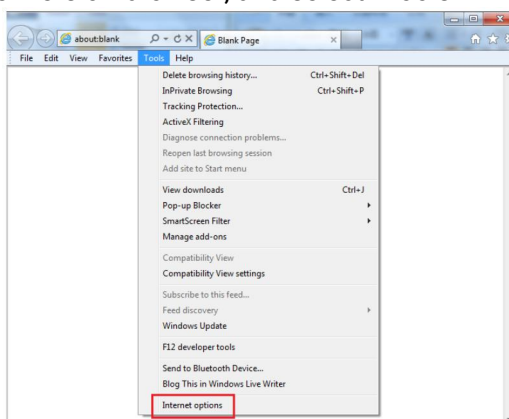 about:blank
Blank Page
File Edit View Favorites Tools Help
Delete browsing history... Ctrl+Shift+Del
InPrivate Browsing Ctrl+Shift+P
Tracking Protection...
ActiveX Filtering
Diagnose connection problems...
Reopen last browsing session
Add site to Start menu
View downloads Ctrl+J
Pop-up Blocker
SmartScreen Filter
Manage add-ons
Compatibility View
Compatibility View settings
Subscribe to this feed...
Feed discovery
Windows Update
F12 developer tools
Send to Bluetooth Device...
Blog This in Windows Live Writer
Internet options